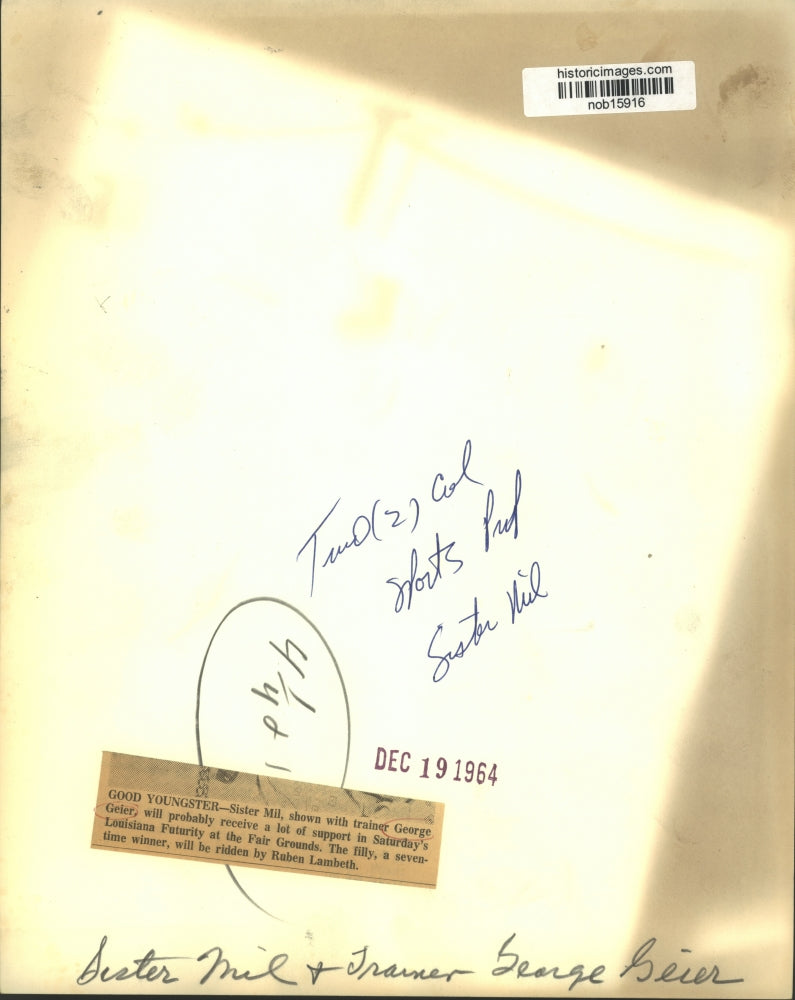 historicimages.com
nob15916
Two (2) Col
Sports
Sister Mil
DEC 19 1964
GOOD YOUNGSTER—Sister Mil, shown with trainer George
Geier, will probably receive a lot of support in Saturday's
Louisiana Futurity at the Fair Grounds. The filly, a seven-
time winner, will be ridden by Ruben Lambeth.
Sister Mil + Trainer George Geier